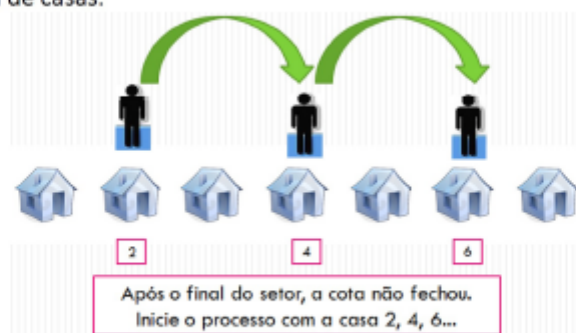 de casas.
2
4
6
Após o final do setor, a cota não fechou.
Inicie o processo com a casa 2, 4, 6...